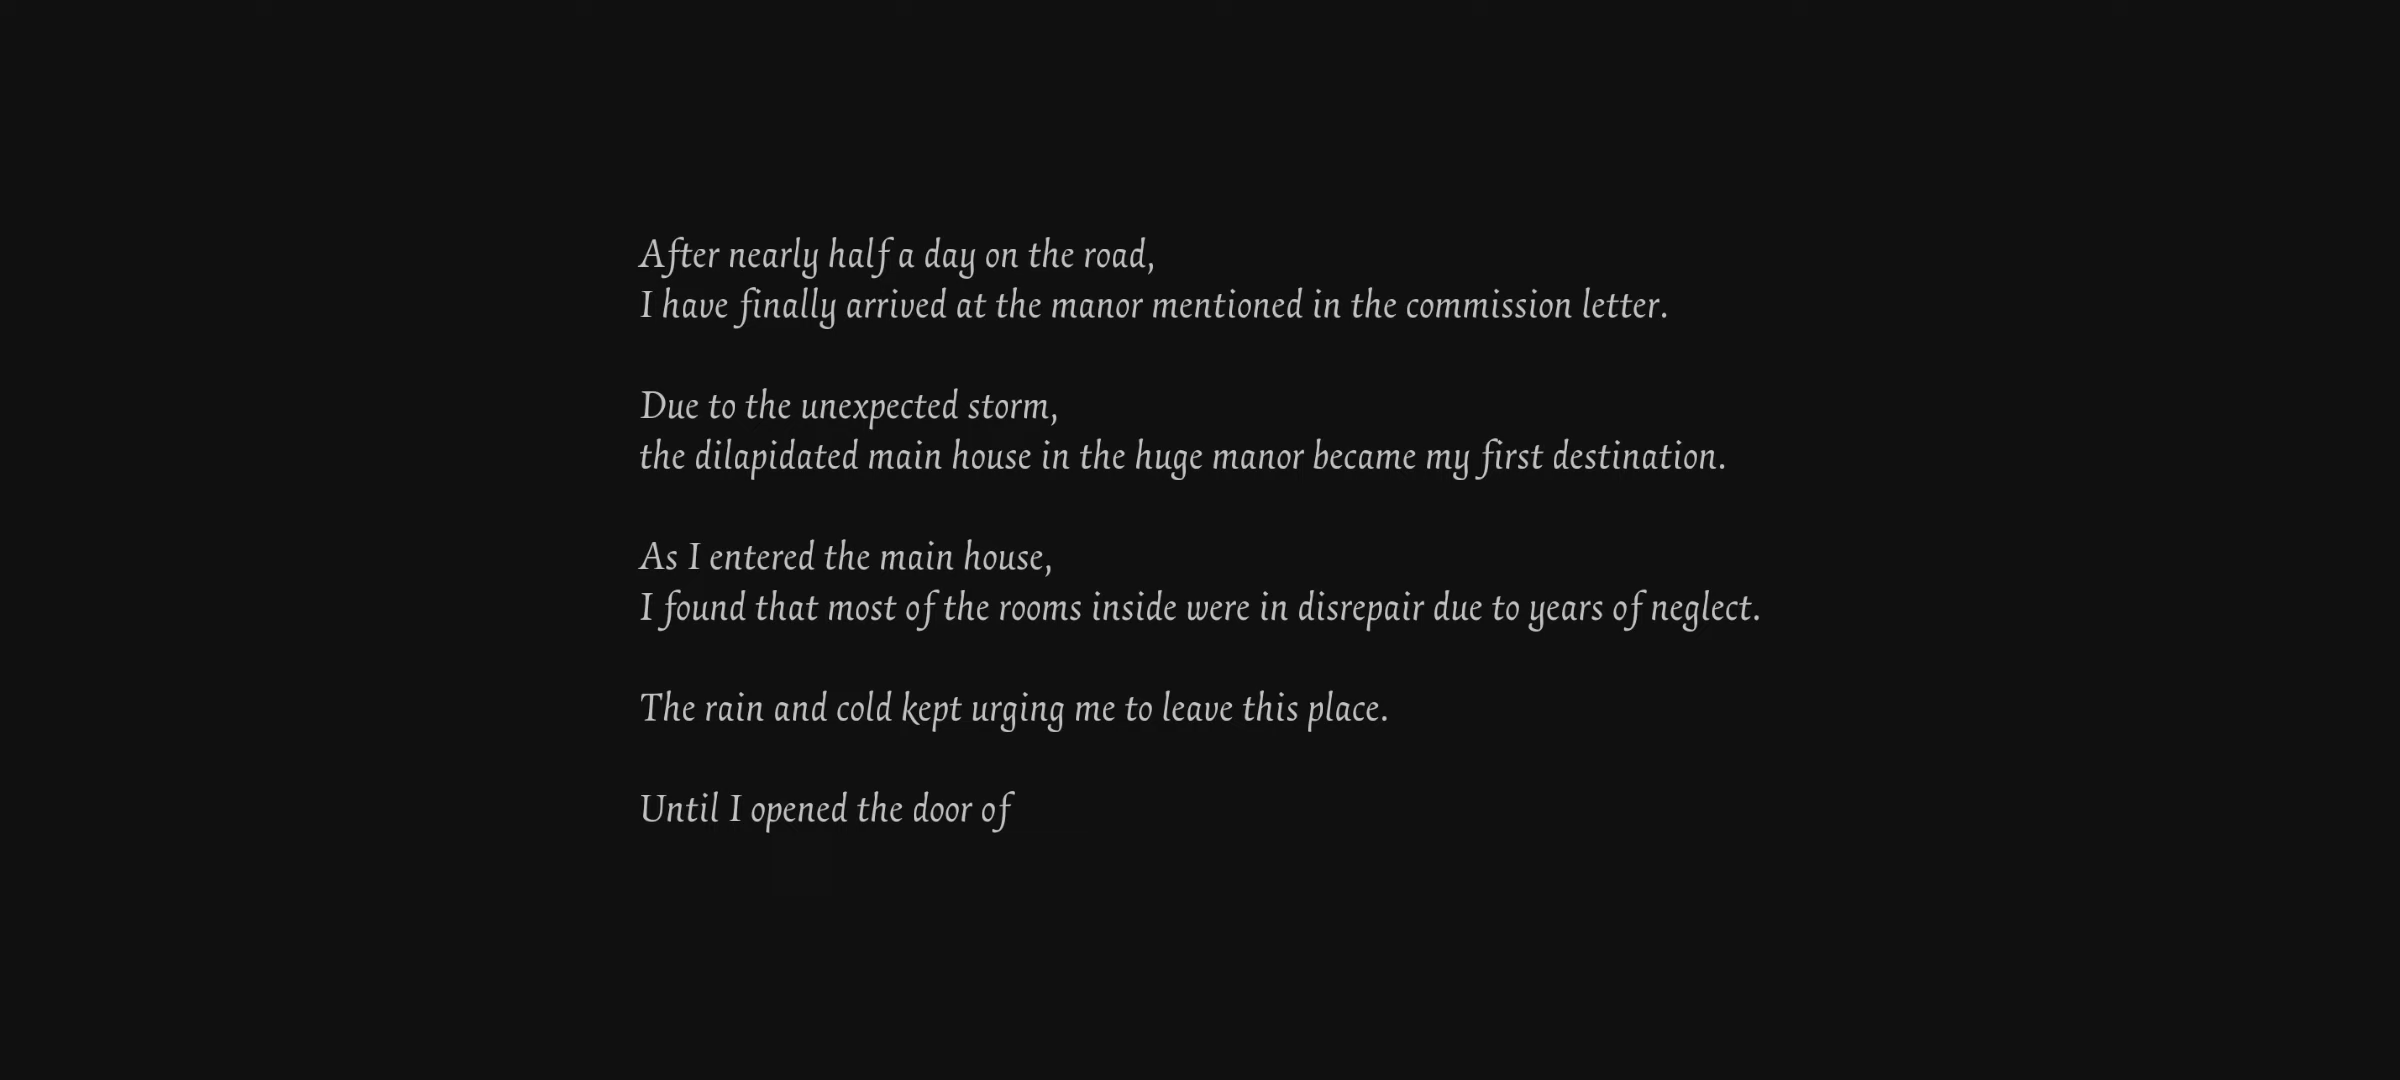 After nearly half a day on the road,
I have finally arrived at the manor mentioned in the commission letter.
Due to the unexpected storm,
the dilapidated main house in the huge manor became my first destination.
As I entered the main house,
I found that most of the rooms inside were in disrepair due to years of neglect.
The rain and cold kept urging me to leave this place.
Until I opened the door of